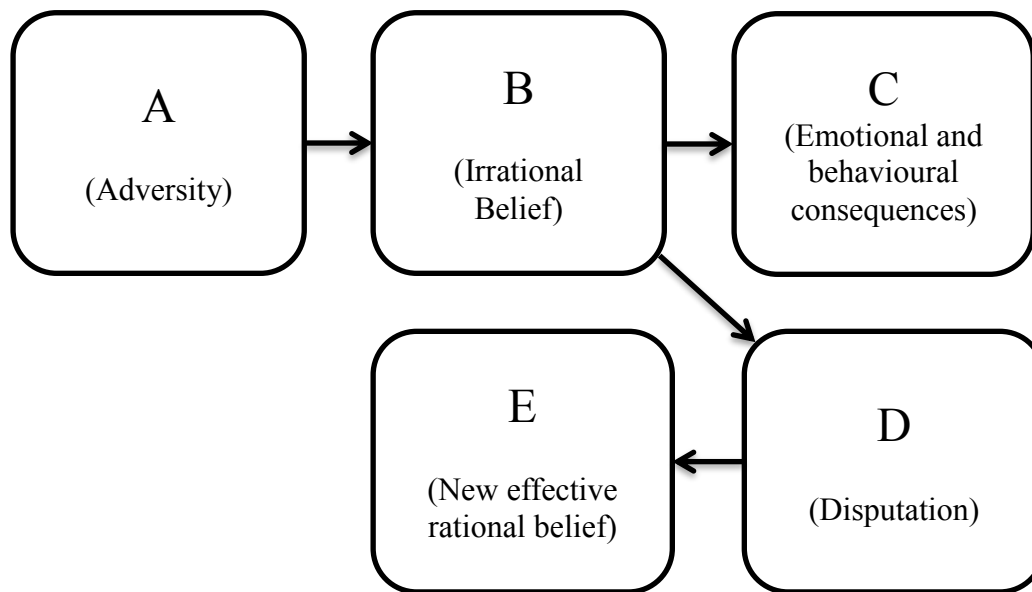 A
(Adversity)
B
(Irrational
Belief)
C
(Emotional and
behavioural
consequences)
E
(New effective
rational belief)
D
(Disputation)